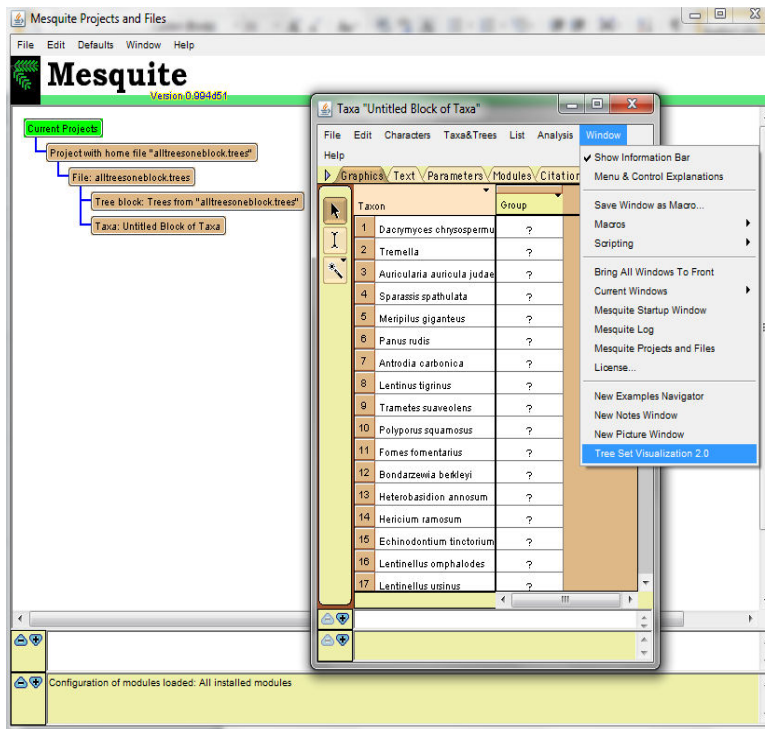 Mesquite Projects and Files
File Edit Defaults Window Help
Mesquite
Version 0.994d51
Current Projects
Project with home file "alltreesoneblock.trees"
File: alltreesoneblock.trees
Tree block: Trees from "alltreesoneblock.trees"
Taxa: Untitled Block of Taxa
Taxa "Untitled Block of Taxa"
File Edit Characters Taxa&Trees List Analysis Window
Help
Graphics Text Parameters Modules Citation
Taxon Group
1 Dacrymyces chrysospermu ?
2 Tremella ?
3 Auricularia auricula judae ?
4 Sparassis spathulata ?
5 Meripilus giganteus ?
6 Panus rudis ?
7 Antrodia carbonica ?
8 Lentinus tigrinus ?
9 Trametes suaveolens ?
10 Polyporus squamosus ?
11 Fomes fomentarius ?
12 Bondarzewia berkleyi ?
13 Heterobasidion annosum ?
14 Hericium ramosum ?
15 Echinodontium tinctorium ?
16 Lentinellus omphalodes ?
17 Lentinellus ursinus ?
Show Information Bar
Menu & Control Explanations
Save Window as Macro...
Macros
Scripting
Bring All Windows To Front
Current Windows
Mesquite Startup Window
Mesquite Log
Mesquite Projects and Files
License...
New Examples Navigator
New Notes Window
New Picture Window
Tree Set Visualization 2.0
Configuration of modules loaded: All installed modules